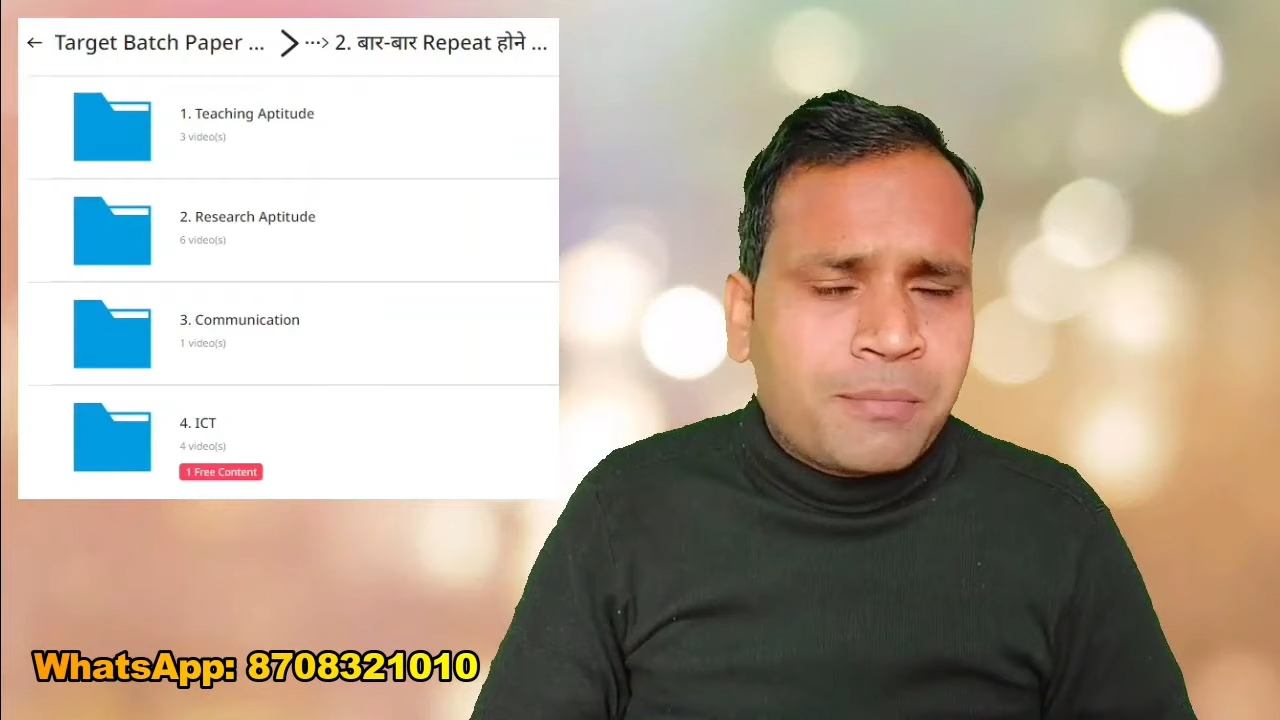 ← Target Batch Paper ... > ···> 2. बार-बार Repeat होने ...
1. Teaching Aptitude
3 video(s)
2. Research Aptitude
6 video(s)
3. Communication
1 video(s)
4. ICT
4 video(s)
1 Free Content
WhatsApp: 8708321010